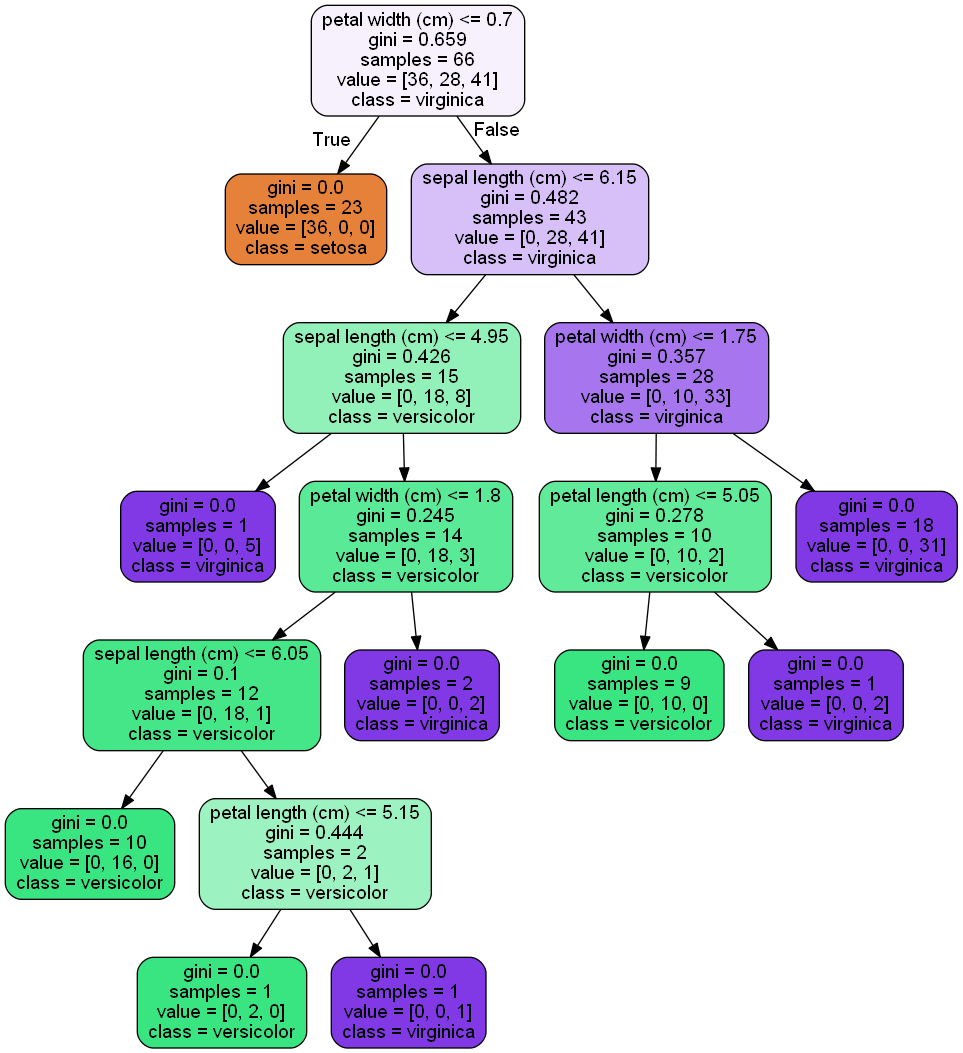 petal width (cm) <= 0.7
gini = 0.659
samples = 66
value = [36, 28, 41]
class = virginica
True
False
gini = 0.0
samples = 23
value = [36, 0, 0]
class = setosa
sepal length (cm) <= 6.15
gini = 0.482
samples = 43
value = [0, 28, 41]
class = virginica
sepal length (cm) <= 4.95
gini = 0.426
samples = 15
value = [0, 18, 8]
class = versicolor
petal width (cm) <= 1.75
gini = 0.357
samples = 28
value = [0, 10, 33]
class = virginica
gini = 0.0
samples = 1
value = [0, 0, 5]
class = virginica
petal width (cm) <= 1.8
gini = 0.245
samples = 14
value = [0, 18, 3]
class = versicolor
petal length (cm) <= 5.05
gini = 0.278
samples = 10
value = [0, 10, 2]
class = versicolor
gini = 0.0
samples = 18
value = [0, 0, 31]
class = virginica
sepal length (cm) <= 6.05
gini = 0.1
samples = 12
value = [0, 18, 1]
class = versicolor
gini = 0.0
samples = 2
value = [0, 0, 2]
class = virginica
gini = 0.0
samples = 9
value = [0, 10, 0]
class = versicolor
gini = 0.0
samples = 1
value = [0, 0, 2]
class = virginica
gini = 0.0
samples = 10
value = [0, 16, 0]
class = versicolor
petal length (cm) <= 5.15
gini = 0.444
samples = 2
value = [0, 2, 1]
class = versicolor
gini = 0.0
samples = 1
value = [0, 2, 0]
class = versicolor
gini = 0.0
samples = 1
value = [0, 0, 1]
class = virginica